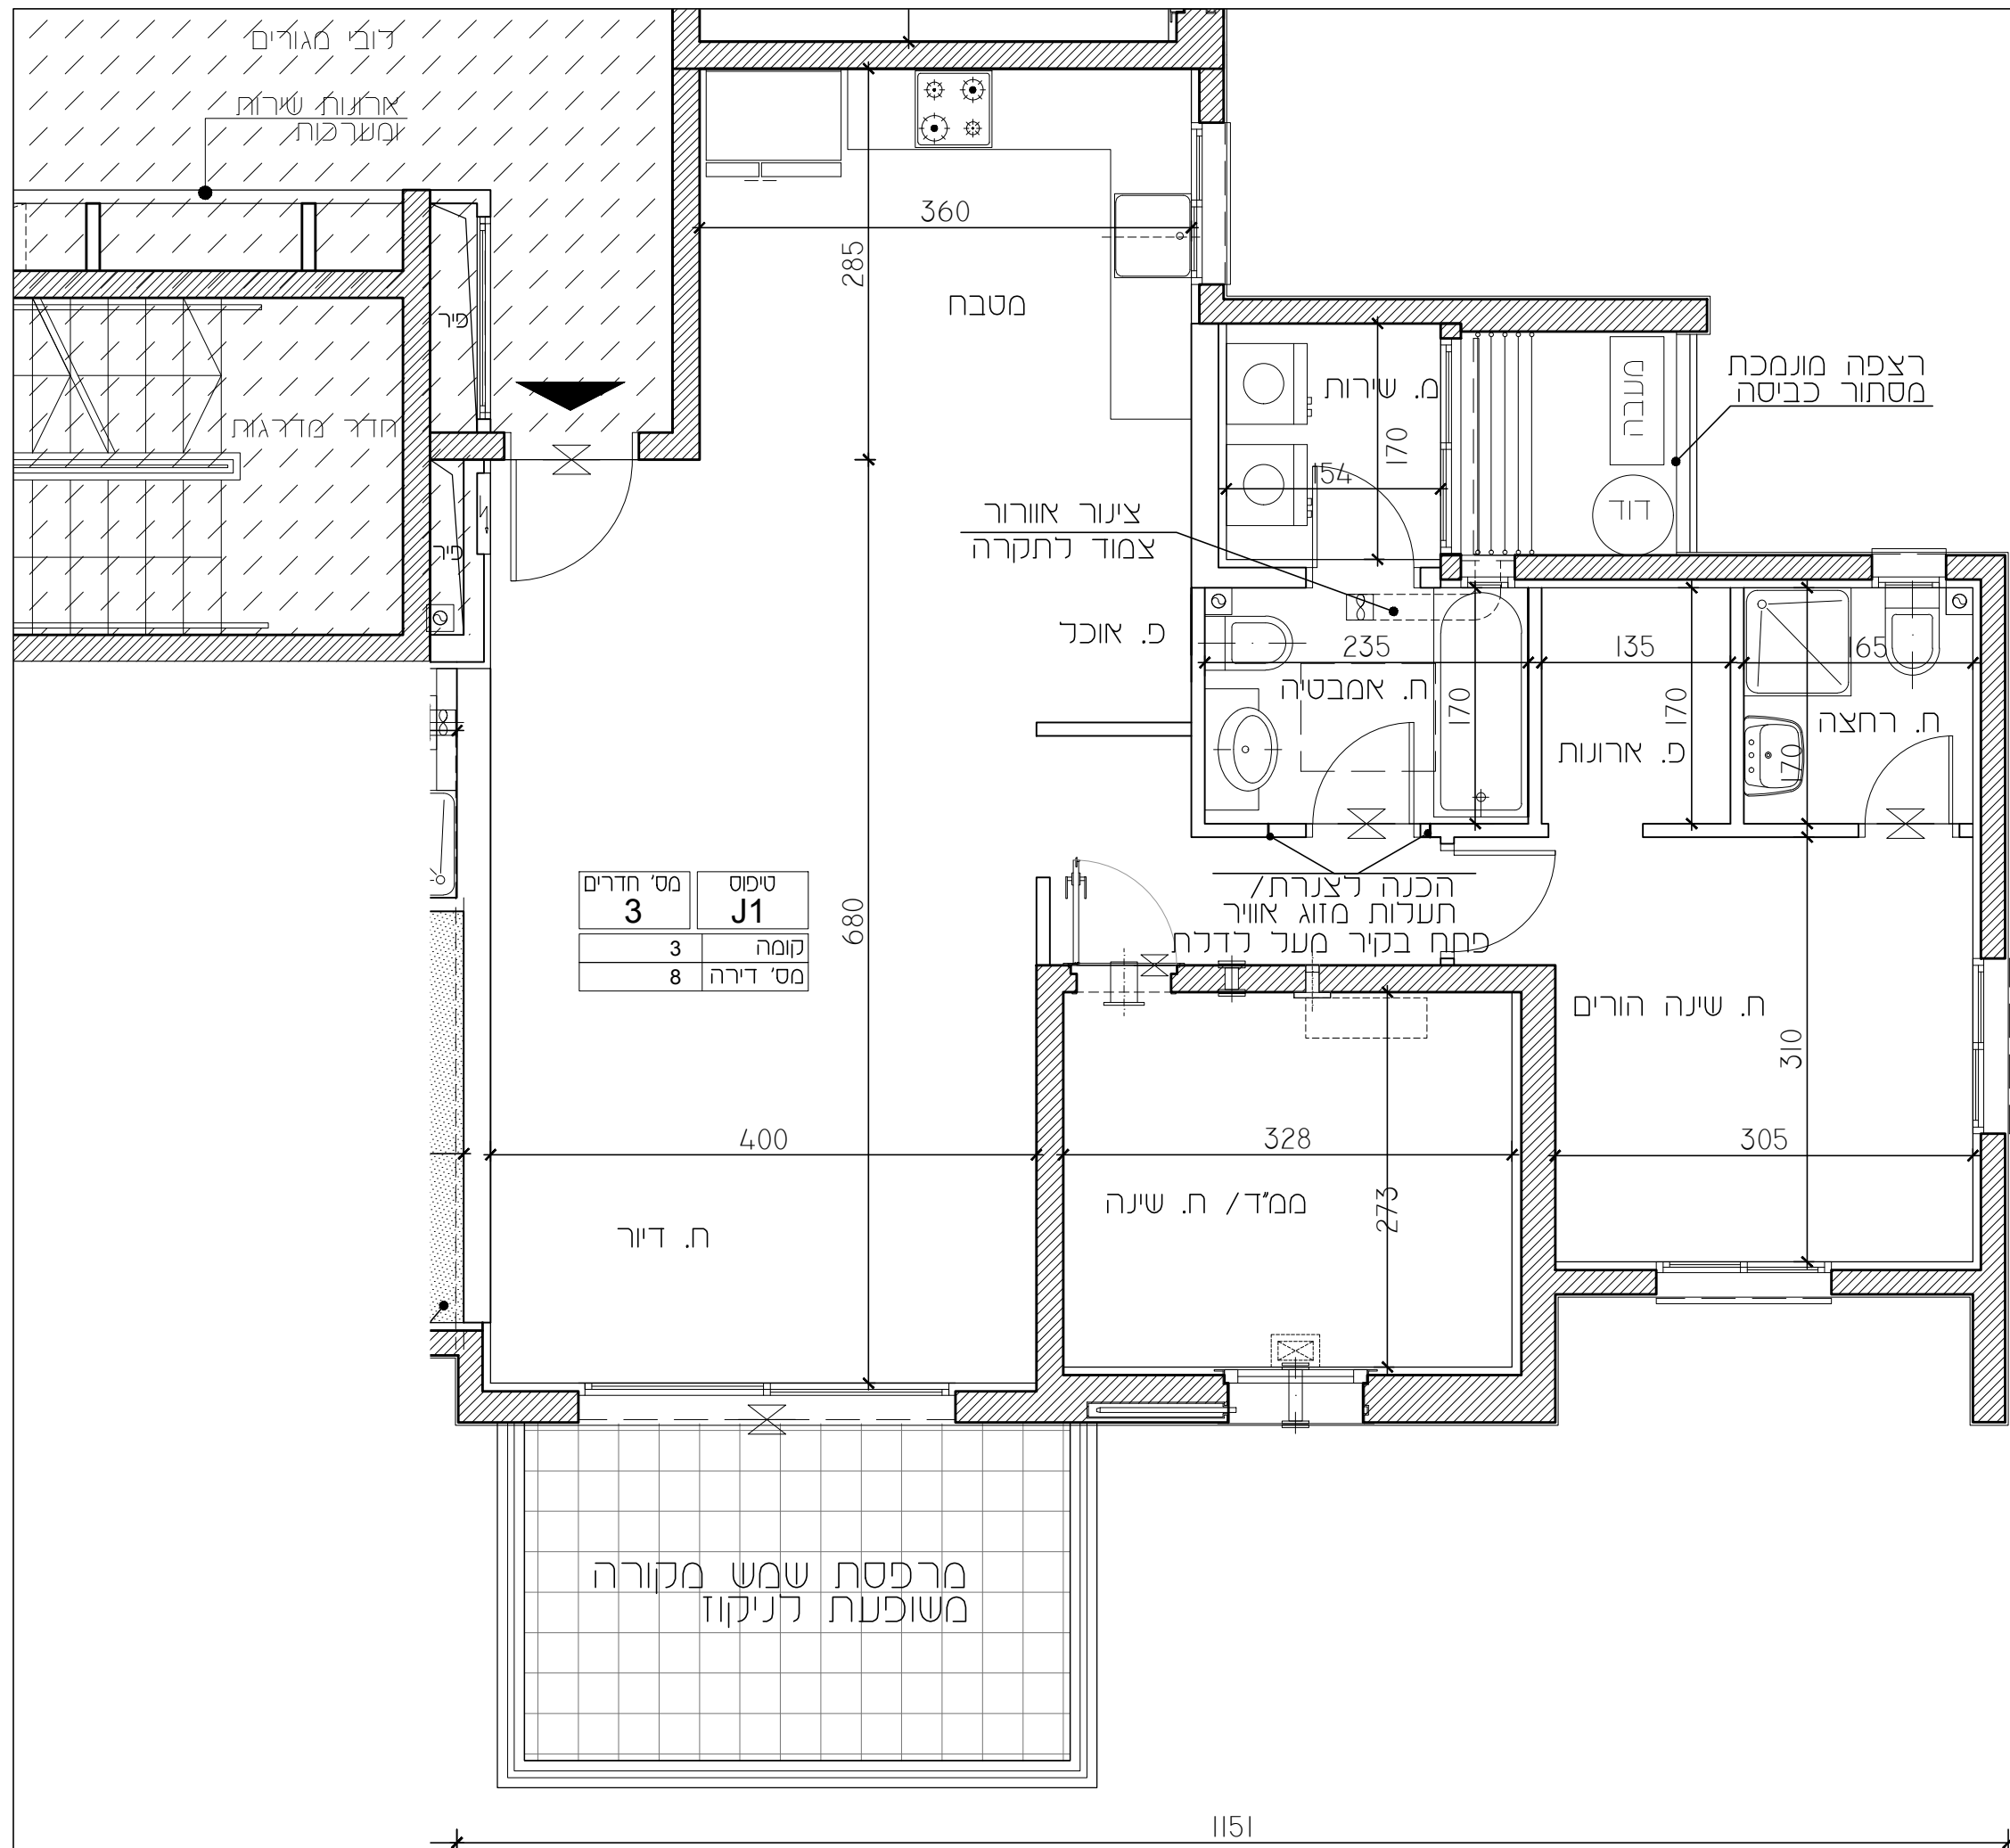 לובי מגורים
ארונות שירות
ומערכות
פיר
חדר מדרגות
פיר
360
285
מטבח
מ. שירות
170
154
מנבה
דוד
רצפה מונמכת
מסתור כביסה
צינור אוורור
צמוד לתקרה
פ. אוכל
235
135
165
ח. אמבטיה
170
170
170
פ. ארונות
ח. רחצה
הכנה לצנרת/
תעלות מזוג אוויר
פתח בקיר מעל לדלת
טיפוס מס' חדרים
J1 3
קומה 3
מס' דירה 8
680
ח. שינה הורים
310
400
328
305
273
ממ"ד/ ח. שינה
ח. דיור
מרפסת שמש מקורה
משופעת לניקוז
1151